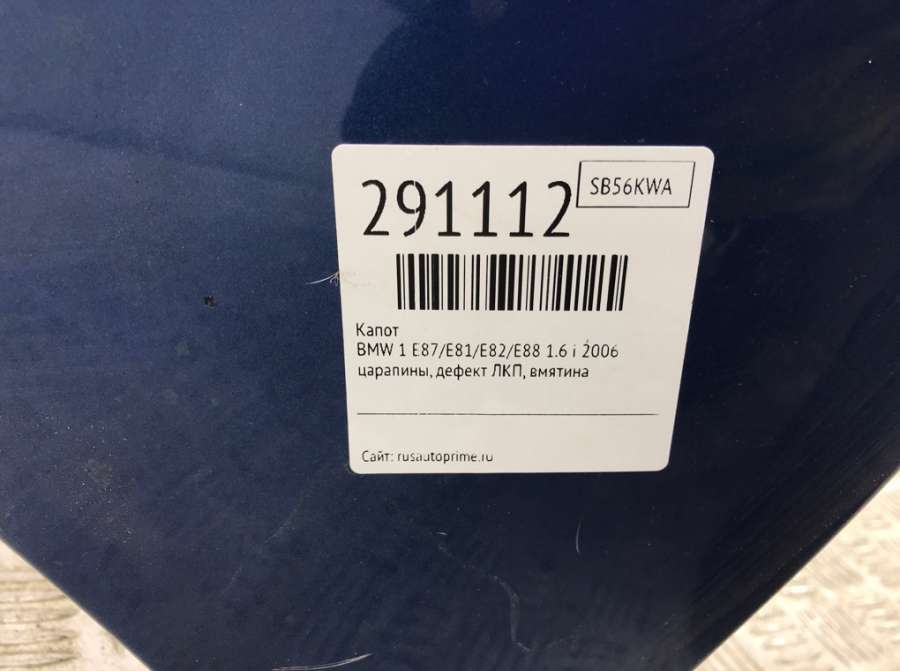 291112
SB56KWA
Капот
BMW 1 E87/E81/E82/E88 1.6 i 2006
царапины, дефект ЛКП, вмятина
Сайт: rusautoprime.ru